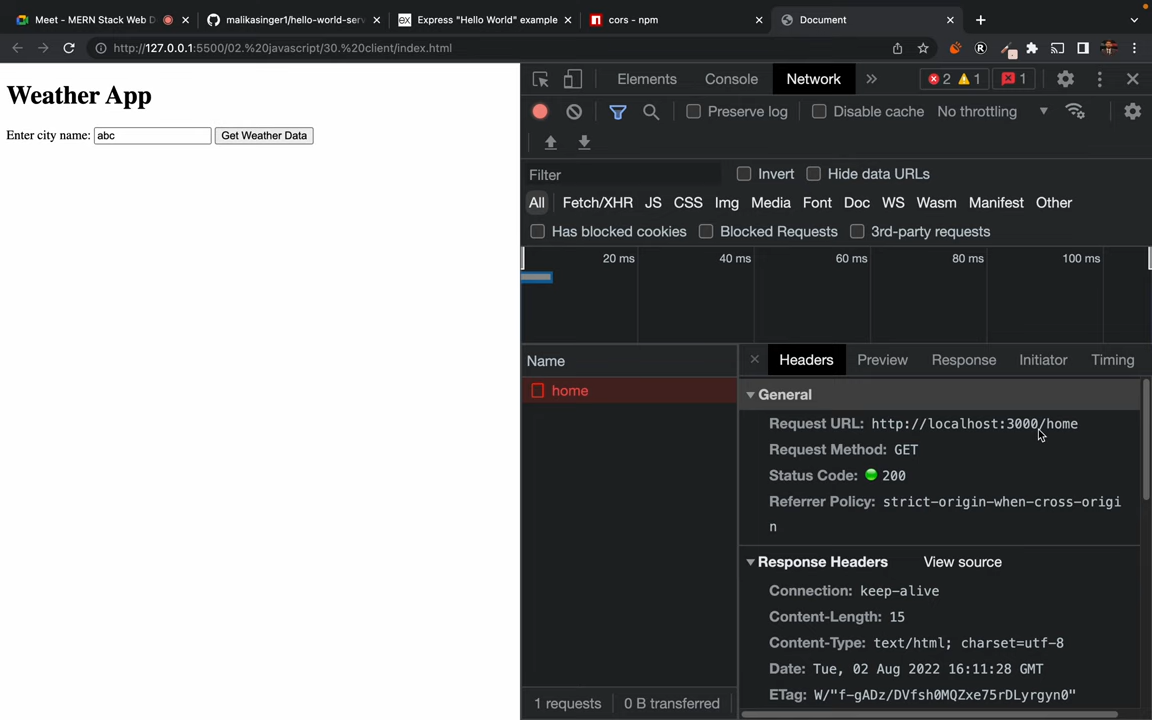 Meet - MERN Stack Web D
malikasinger1/hello-world-serv
Express "Hello World" example
cors - npm
Document
http://127.0.0.1:5500/02.%20javascript/30.%20client/index.html
Weather App
Enter city name: abc Get Weather Data
Elements Console Network 2 1 1
Preserve log Disable cache No throttling
Filter Invert Hide data URLs
All Fetch/XHR JS CSS Img Media Font Doc WS Wasm Manifest Other
Has blocked cookies Blocked Requests 3rd-party requests
20 ms 40 ms 60 ms 80 ms 100 ms
Name
home
1 requests 0 B transferred
Headers Preview Response Initiator Timing
General
Request URL: http://localhost:3000/home
Request Method: GET
Status Code: 200
Referrer Policy: strict-origin-when-cross-origi
n
Response Headers View source
Connection: keep-alive
Content-Length: 15
Content-Type: text/html; charset=utf-8
Date: Tue, 02 Aug 2022 16:11:28 GMT
ETag: W/"f-gADz/DVfsh0MQZxe75rDLyrgyn0"